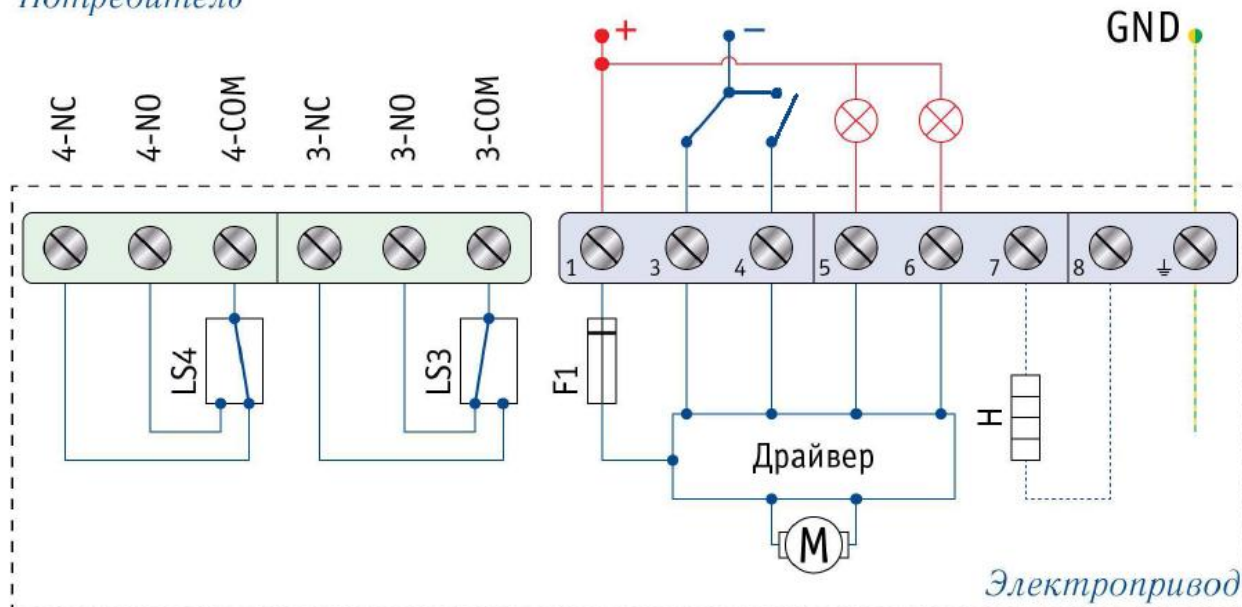 Потребитель
+
−
GND
4-NC
4-NO
4-COM
3-NC
3-NO
3-COM
1
3
4
5
6
7
8
LS4
LS3
F1
H
Драйвер
M
Электропривод